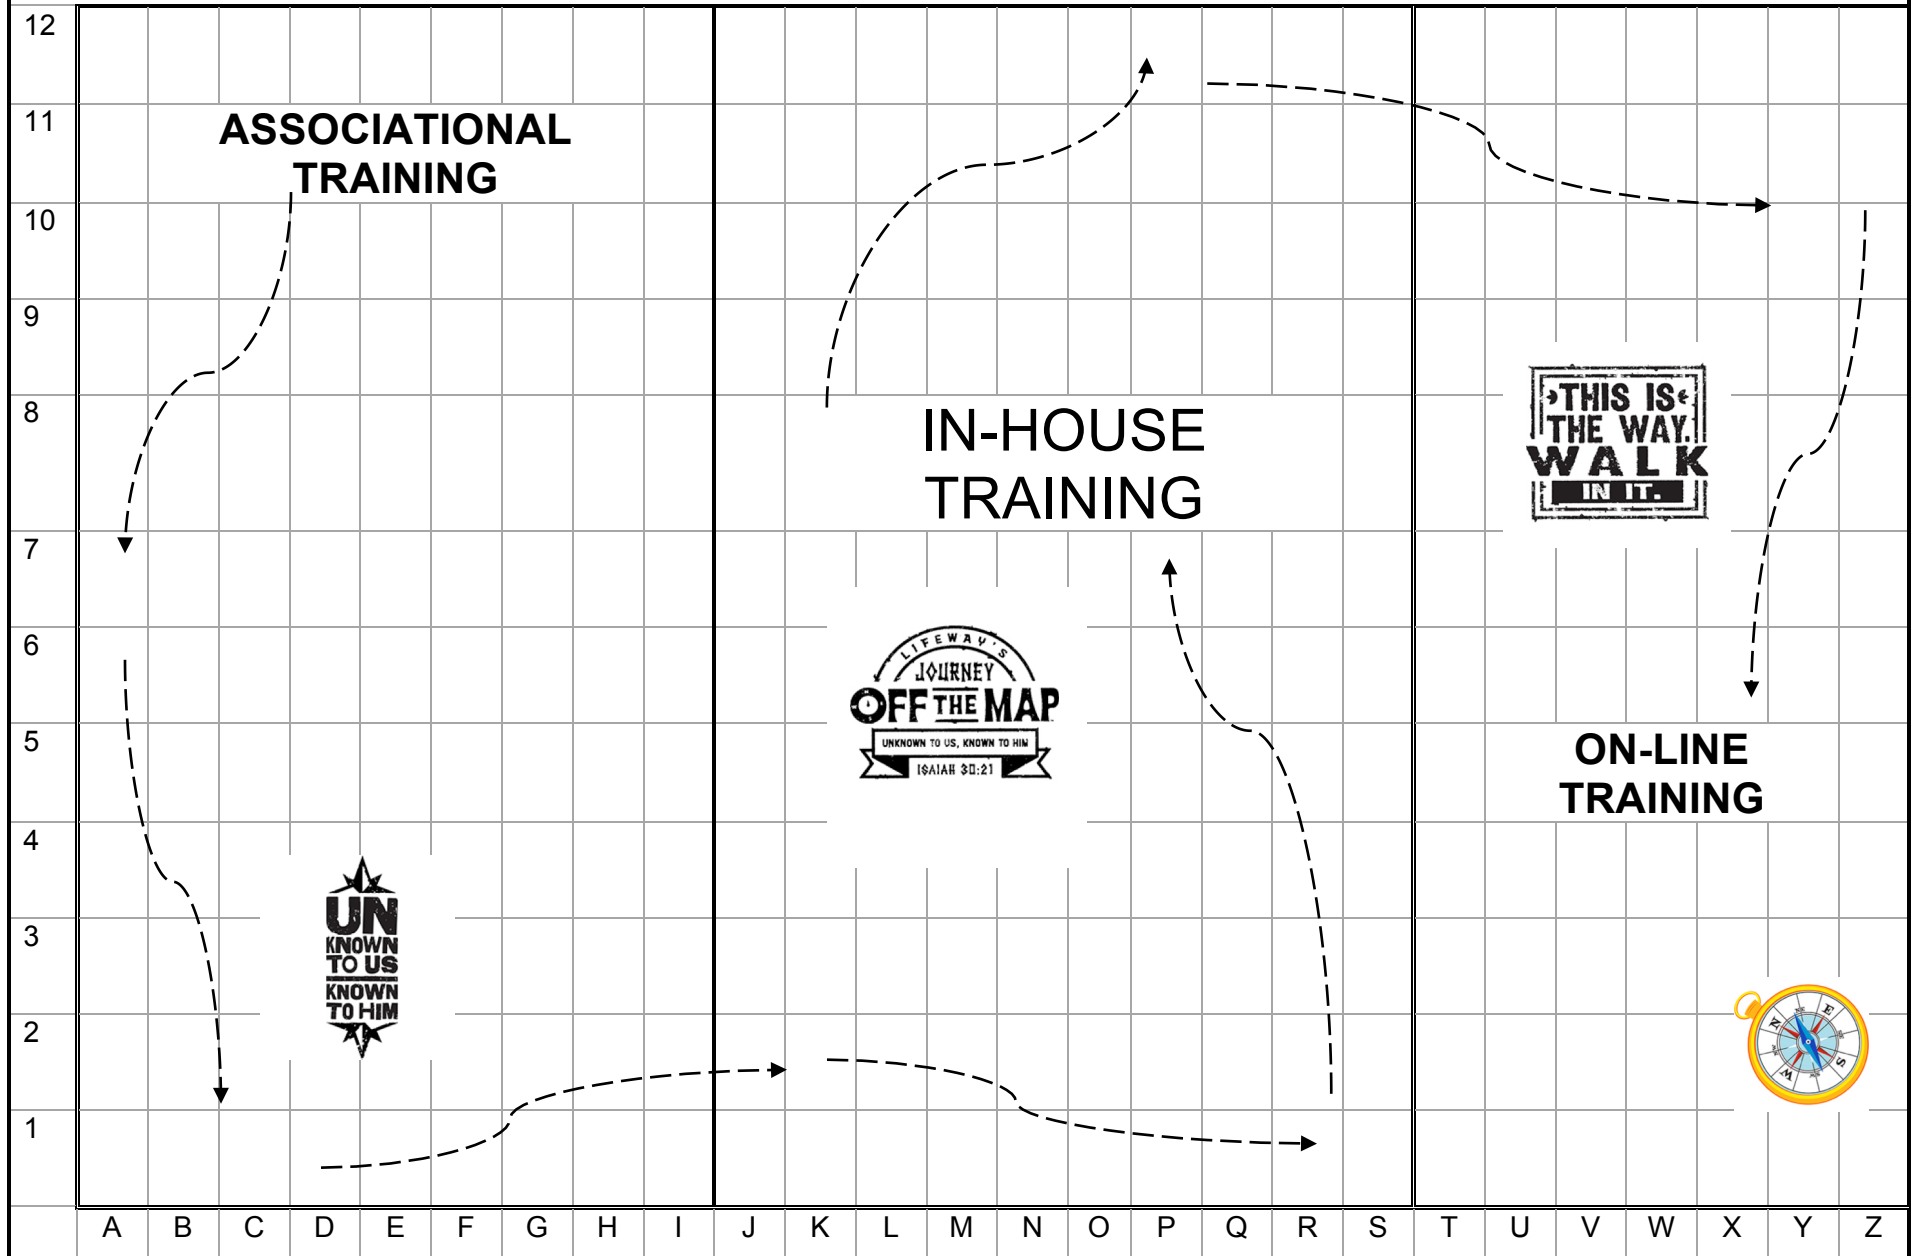 12
11
ASSOCIATIONAL
TRAINING
10
9
8
IN-HOUSE
TRAINING
THIS IS
THE WAY.
WALK
IN IT.
7
6
LIFEWAY'S
JOURNEY
OFF THE MAP
UNKNOWN TO US, KNOWN TO HIM
ISAIAH 30:21
5
ON-LINE
TRAINING
4
UN
KNOWN
TO US
KNOWN
TO HIM
3
2
N E S W
1
A B C D E F G H I J K L M N O P Q R S T U V W X Y Z